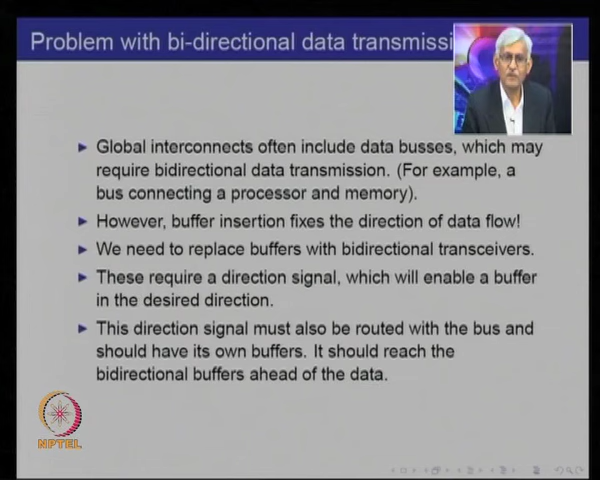 Problem with bi-directional data transmissi
Global interconnects often include data busses, which may
require bidirectional data transmission. (For example, a
bus connecting a processor and memory).
However, buffer insertion fixes the direction of data flow!
We need to replace buffers with bidirectional transceivers.
These require a direction signal, which will enable a buffer
in the desired direction.
This direction signal must also be routed with the bus and
should have its own buffers. It should reach the
bidirectional buffers ahead of the data.
NPTEL